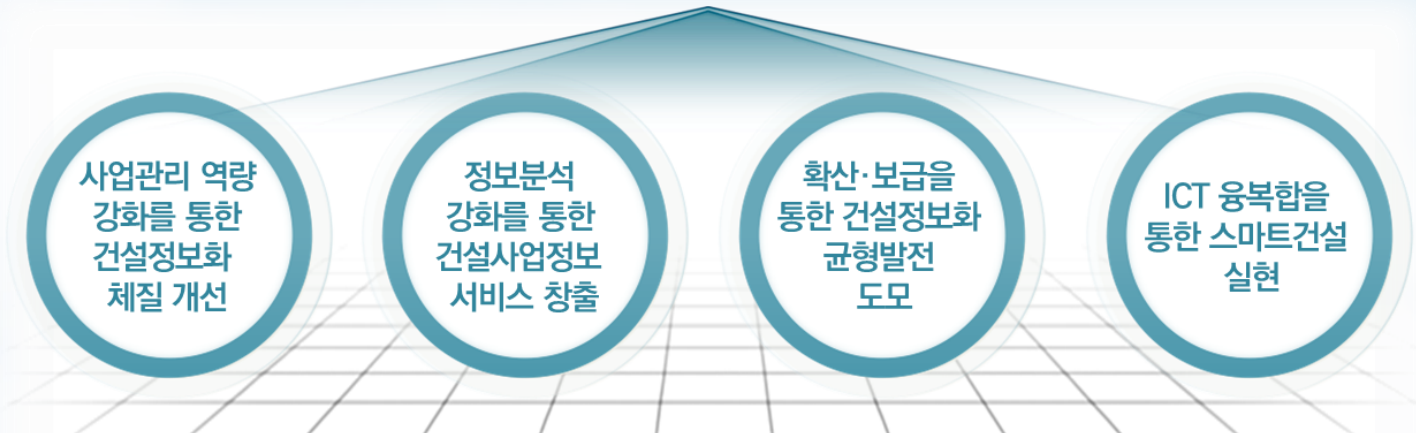 사업관리 역량
강화를 통한
건설정보화
체질 개선
정보분석
강화를 통한
건설사업정보
서비스 창출
확산·보급을
통한 건설정보화
균형발전
도모
ICT 융복합을
통한 스마트건설
실현